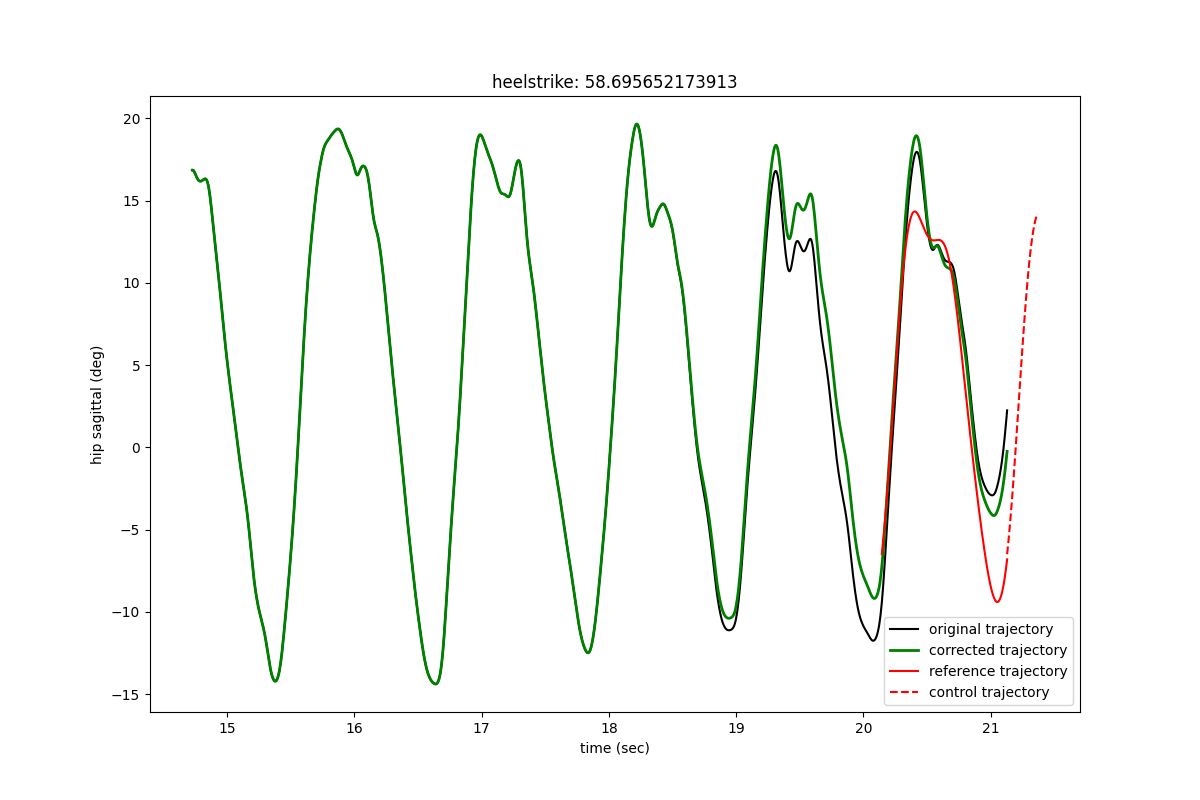 heelstrike: 58.695652173913
20
15
10
5
0
−5
−10
−15
hip sagittal (deg)
original trajectory
corrected trajectory
reference trajectory
control trajectory
15 16 17 18 19 20 21
time (sec)